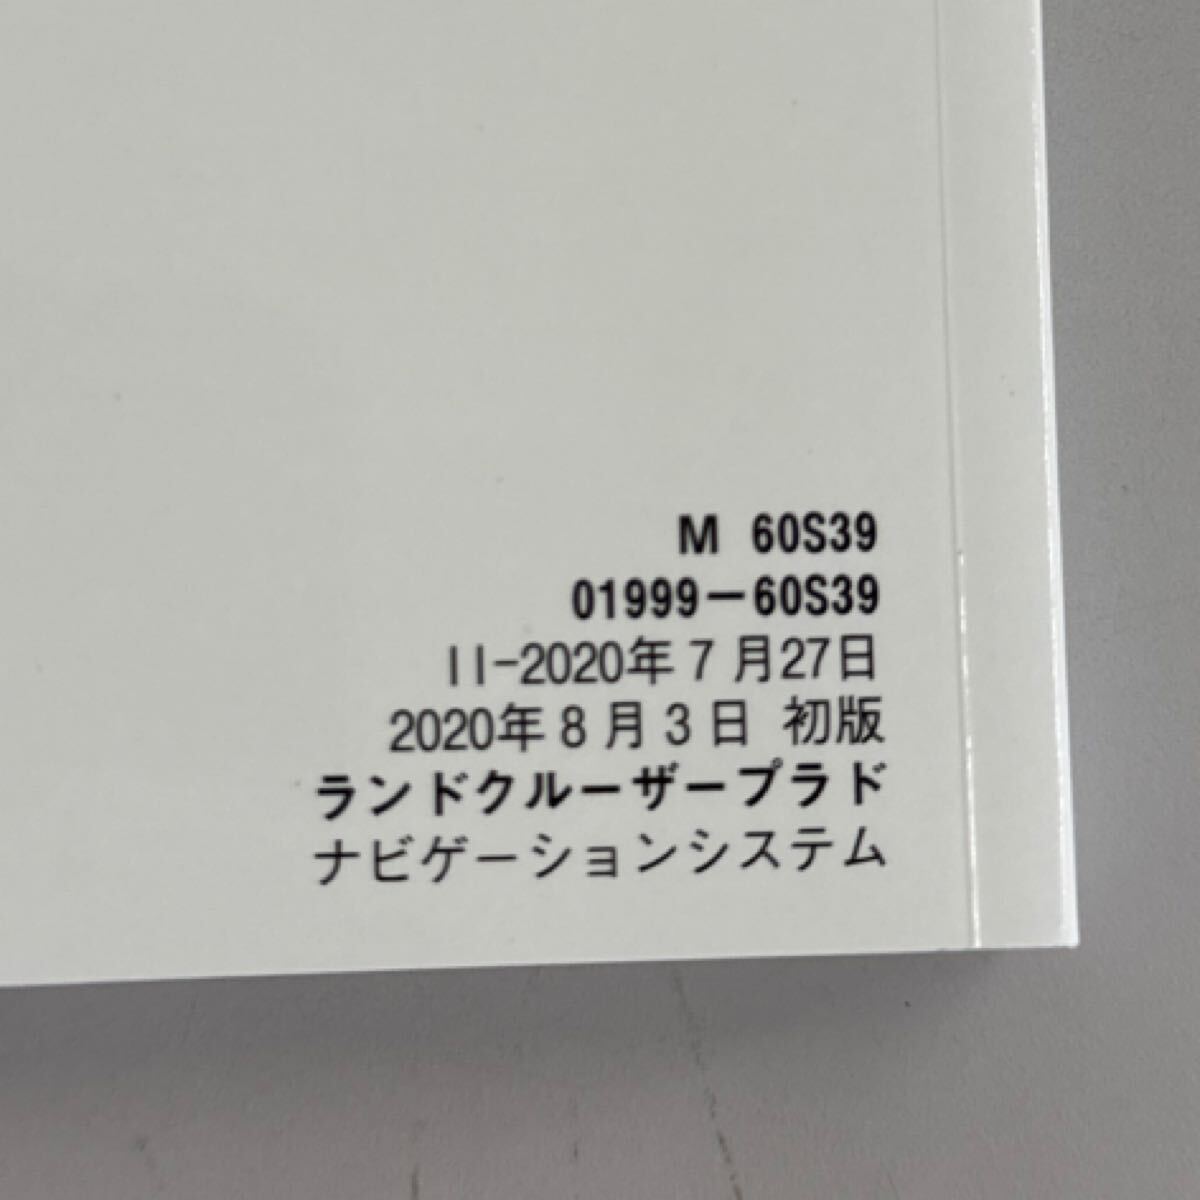 M 60S39
01999-60S39
II-2020年7月27日
2020年8月3日 初版
ランドクルーザープラド
ナビゲーションシステム